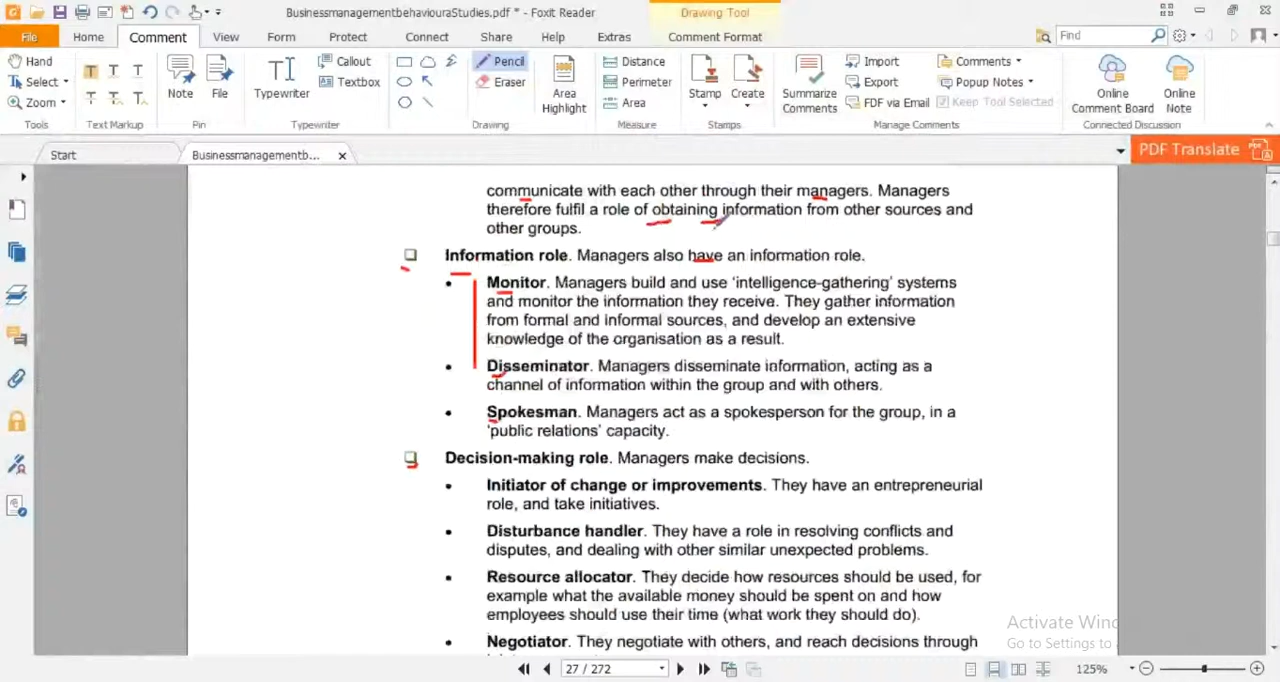 BusinessmanagementbehaviouraStudies.pdf * - Foxit Reader
Drawing Tool
File
Home
Comment
View
Form
Protect
Connect
Share
Help
Extras
Comment Format
Find
Hand
Select
Zoom
Tools
Text Markup
Note
File
Pin
Typewriter
Callout
Textbox
Typewriter
Pencil
Eraser
Drawing
Area
Highlight
Distance
Perimeter
Area
Measure
Stamp
Create
Stamps
Summarize
Comments
Import
Export
FDF via Email
Comments
Popup Notes
Keep Tool Selected
Manage Comments
Online
Comment Board
Online
Note
Connected Discussion
Start
Businessmanagementb...
PDF Translate
communicate with each other through their managers. Managers
therefore fulfil a role of obtaining information from other sources and
other groups.
Information role. Managers also have an information role.
Monitor. Managers build and use ‘intelligence-gathering’ systems
and monitor the information they receive. They gather information
from formal and informal sources, and develop an extensive
knowledge of the organisation as a result.
Disseminator. Managers disseminate information, acting as a
channel of information within the group and with others.
Spokesman. Managers act as a spokesperson for the group, in a
‘public relations’ capacity.
Decision-making role. Managers make decisions.
Initiator of change or improvements. They have an entrepreneurial
role, and take initiatives.
Disturbance handler. They have a role in resolving conflicts and
disputes, and dealing with other similar unexpected problems.
Resource allocator. They decide how resources should be used, for
example what the available money should be spent on and how
employees should use their time (what work they should do).
Negotiator. They negotiate with others, and reach decisions through
Activate Wind
Go to Settings to
27 / 272
125%